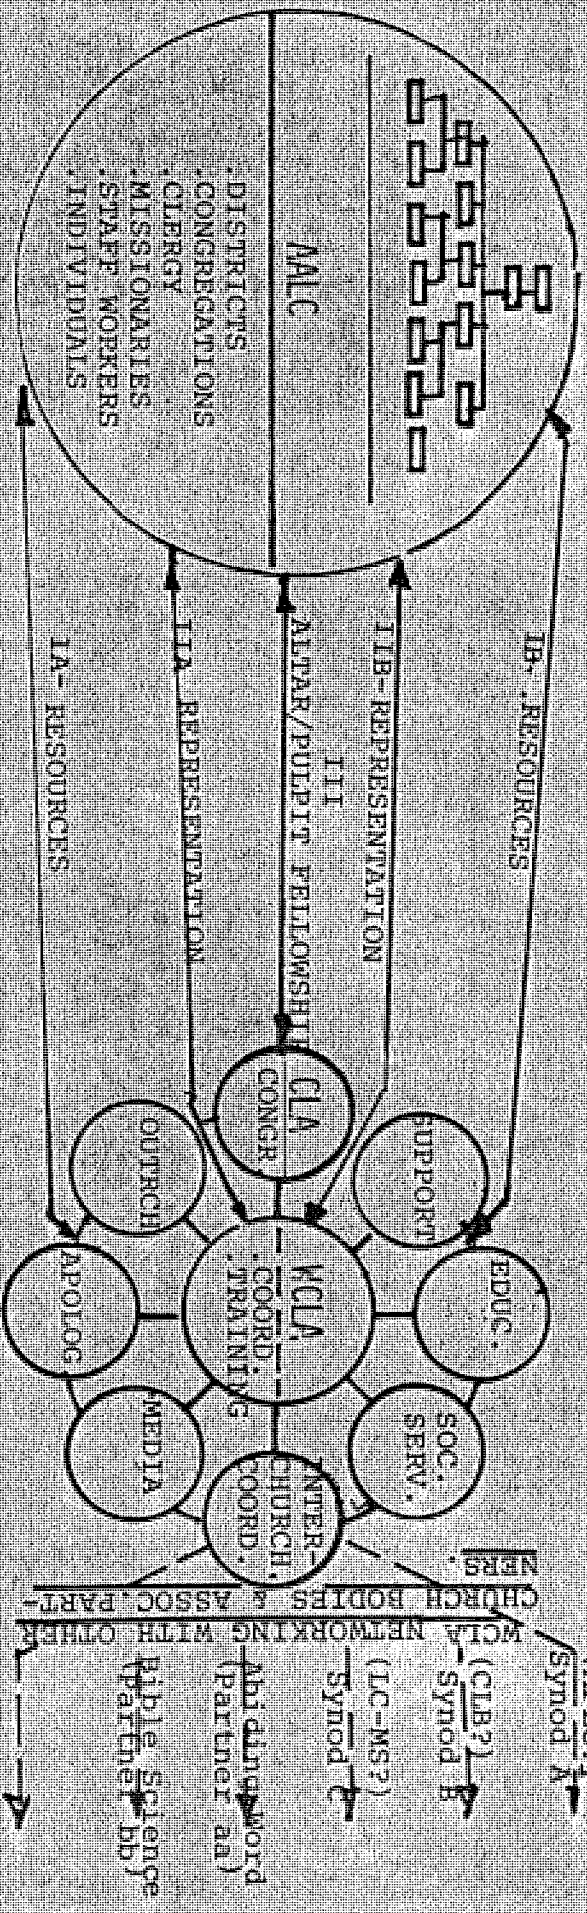 AALC
.DISTRICTS
.CONGREGATIONS
.CLERGY
.MISSIONARIES
.STAFF WORKERS
.INDIVIDUALS
IB-.RESOURCES
IIB-REPRESENTATION
III
ALTAR/PULPIT FELLOWSHIP
IIA REPRESENTATION
IA- RESOURCES
CLA
CONGR.
SUPPORT
EDUC.
SOC.
SERV.
INTER-
CHURCH.
COORD.
MEDIA
APOLOG
OUTRCH
WCLA
.COORD.
.TRAINING
WCLA NETWORKING WITH OTHER
CHURCH BODIES & ASSOC.PART-
NERS.
Synod A
(CLB?)
Synod B
(LC-MS?)
Synod C
Abiding Word
(Partner aa)
Bible Science
(Partner bb)